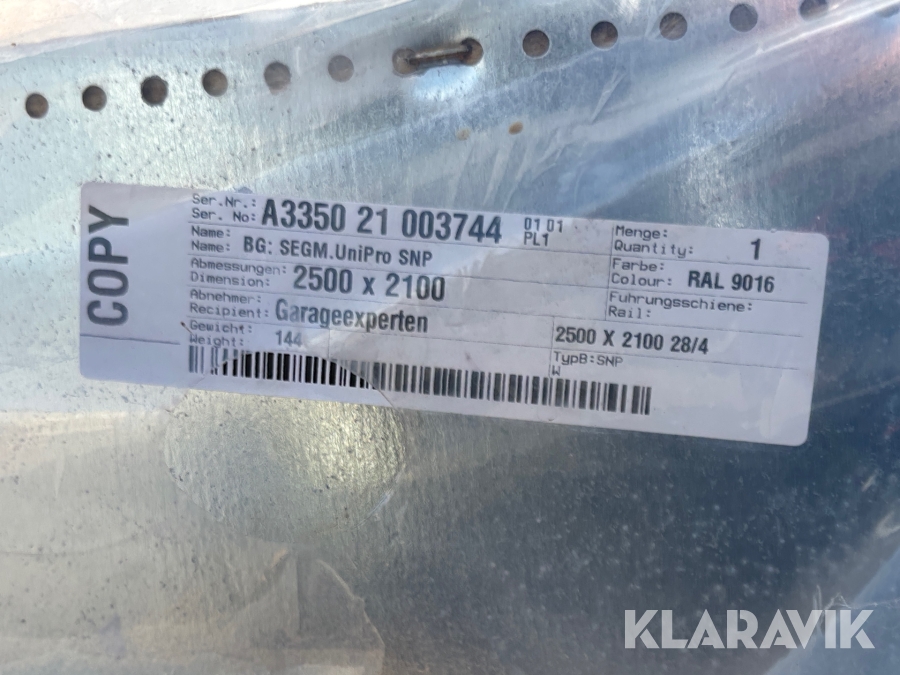 COPY
Ser.Nr.:
Ser. No: A3350 21 003744 01 01
PL1
Name:
Name: BG: SEGM.UniPro SNP
Abmessungen:
Dimension: 2500 x 2100
Abnehmer:
Recipient: Garageexperten
Gewicht:
Weight: 144
Menge:
Quantity: 1
Farbe:
Colour: RAL 9016
Führungsschiene:
Rail:
2500 X 2100 28/4
TypB:SNP
W
KLARAVIK